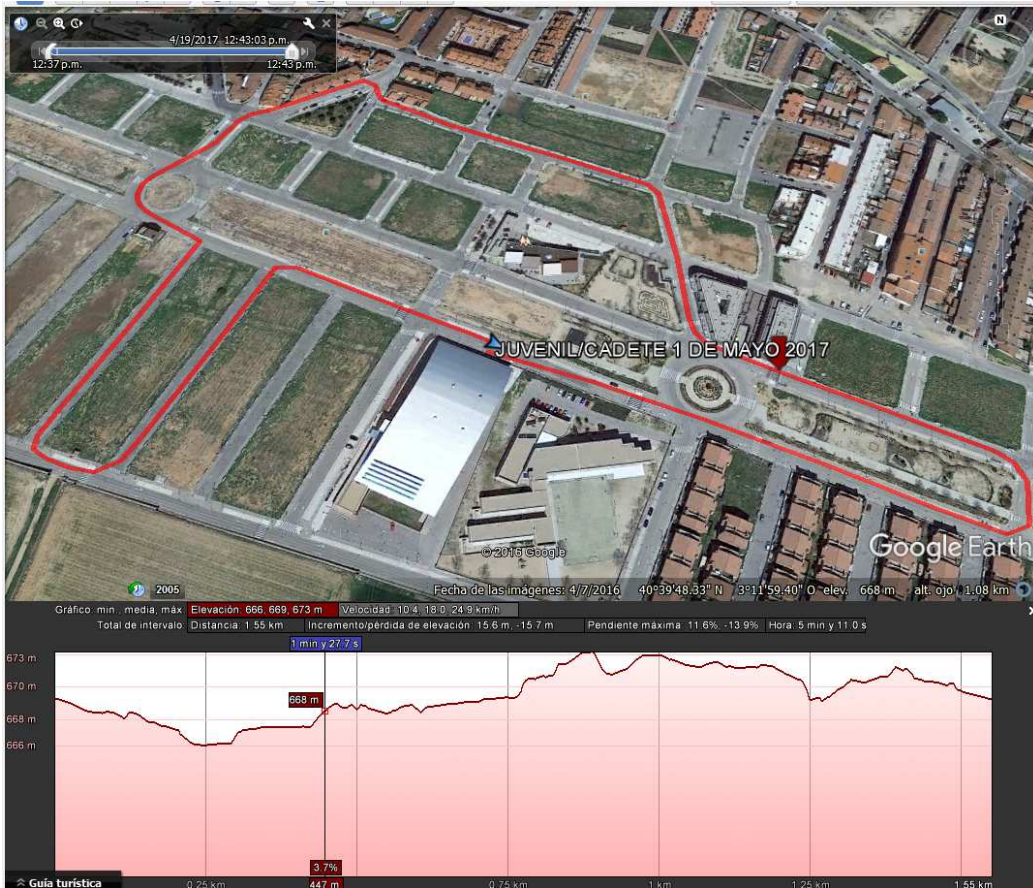 4/19/2017 12:43:03 p.m.
12:37 p.m. 12:43 p.m.
N
JUVENIL/CADETE 1 DE MAYO 2017
© 2016 Google
Google Earth
2005 Fecha de las imágenes: 4/7/2016 40°39'48.33" N 3°11'59.40" O elev. 668 m alt. ojo 1.08 km
Gráfico: mín., media, máx Elevación: 666, 669, 673 m Velocidad: 10.4, 18.0, 24.9 km/h
Total de intervalo Distancia: 1.55 km Incremento/pérdida de elevación: 15.6 m, -15.7 m Pendiente máxima: 11.6%, -13.9% Hora: 5 min y 11.0 s
1 min y 27.7 s
673 m
670 m
668 m
668 m
666 m
3.7%
Guía turística 0.25 km 447 m 0.75 km 1 km 1.25 km 1.55 km